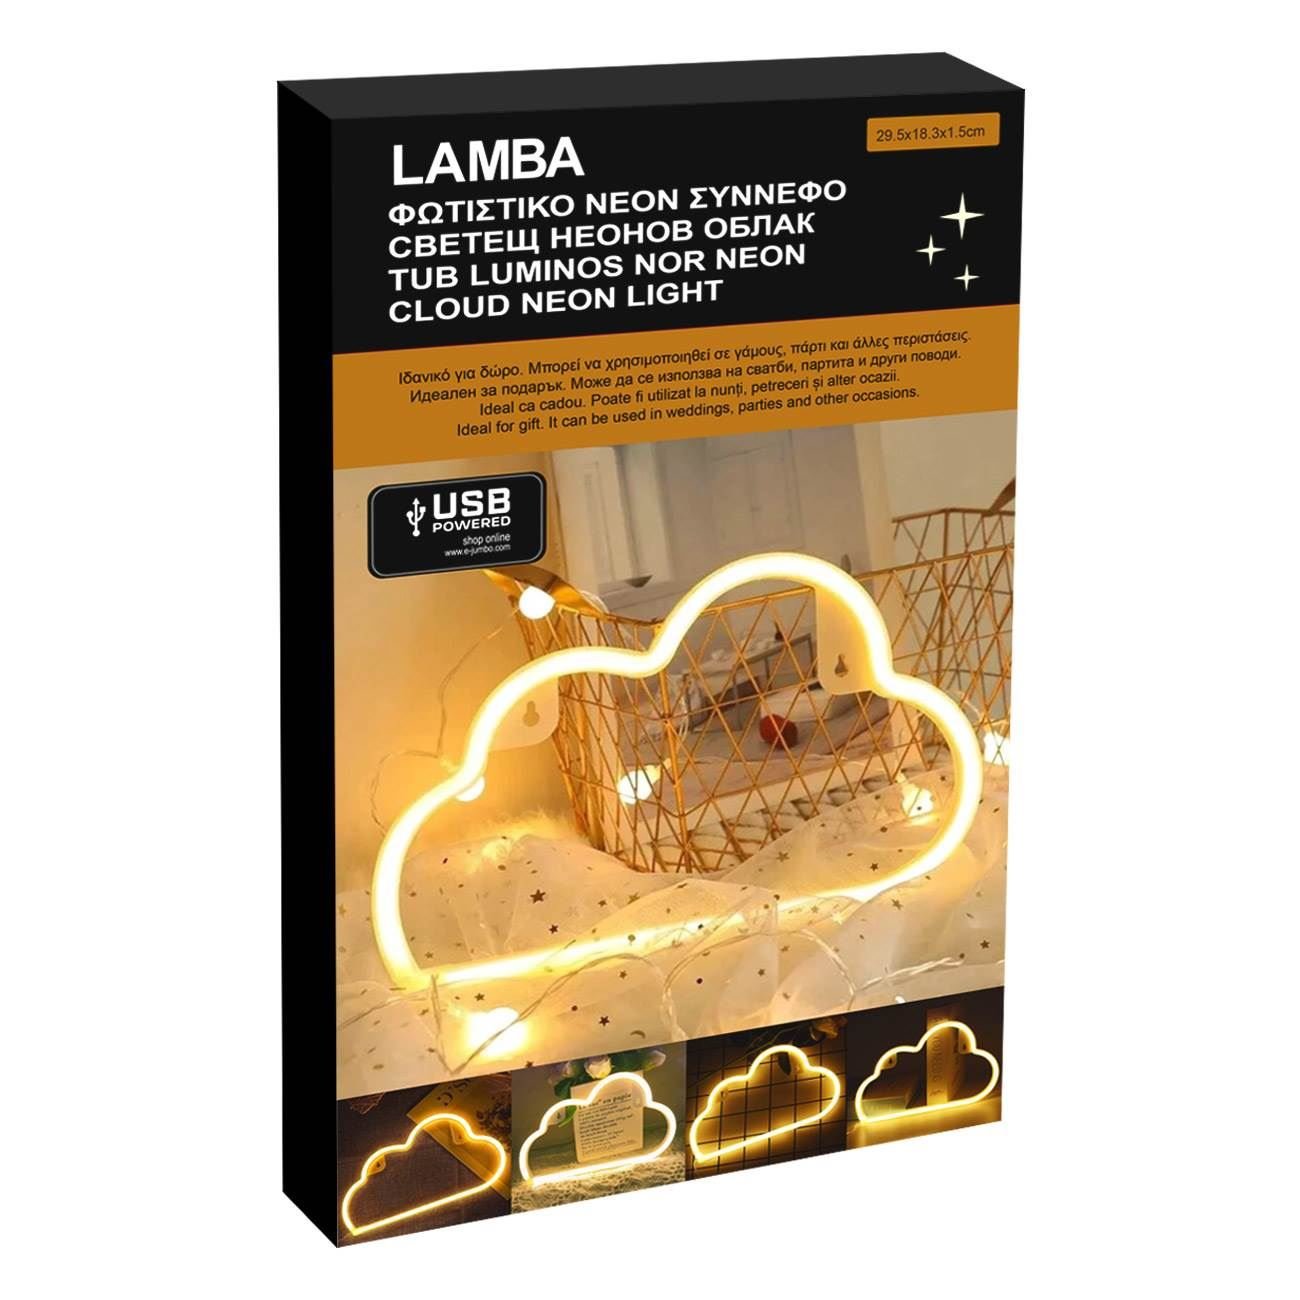 LAMBA
29.5x18.3x1.5cm
ΦΩΤΙΣΤΙΚΟ ΝΕΟΝ ΣΥΝΝΕΦΟ
СВЕТЕЩ НЕОНОВ ОБЛАК
TUB LUMINOS NOR NEON
CLOUD NEON LIGHT
Ιδανικό για δώρο. Μπορεί να χρησιμοποιηθεί σε γάμους, πάρτι και άλλες περιστάσεις.
Идеален за подарък. Може да се използва на сватби, партита и други поводи.
Ideal ca cadou. Poate fi utilizat la nunți, petreceri și alter ocazii.
Ideal for gift. It can be used in weddings, parties and other occasions.
USB
POWERED
shop online
www.e-jumbo.com